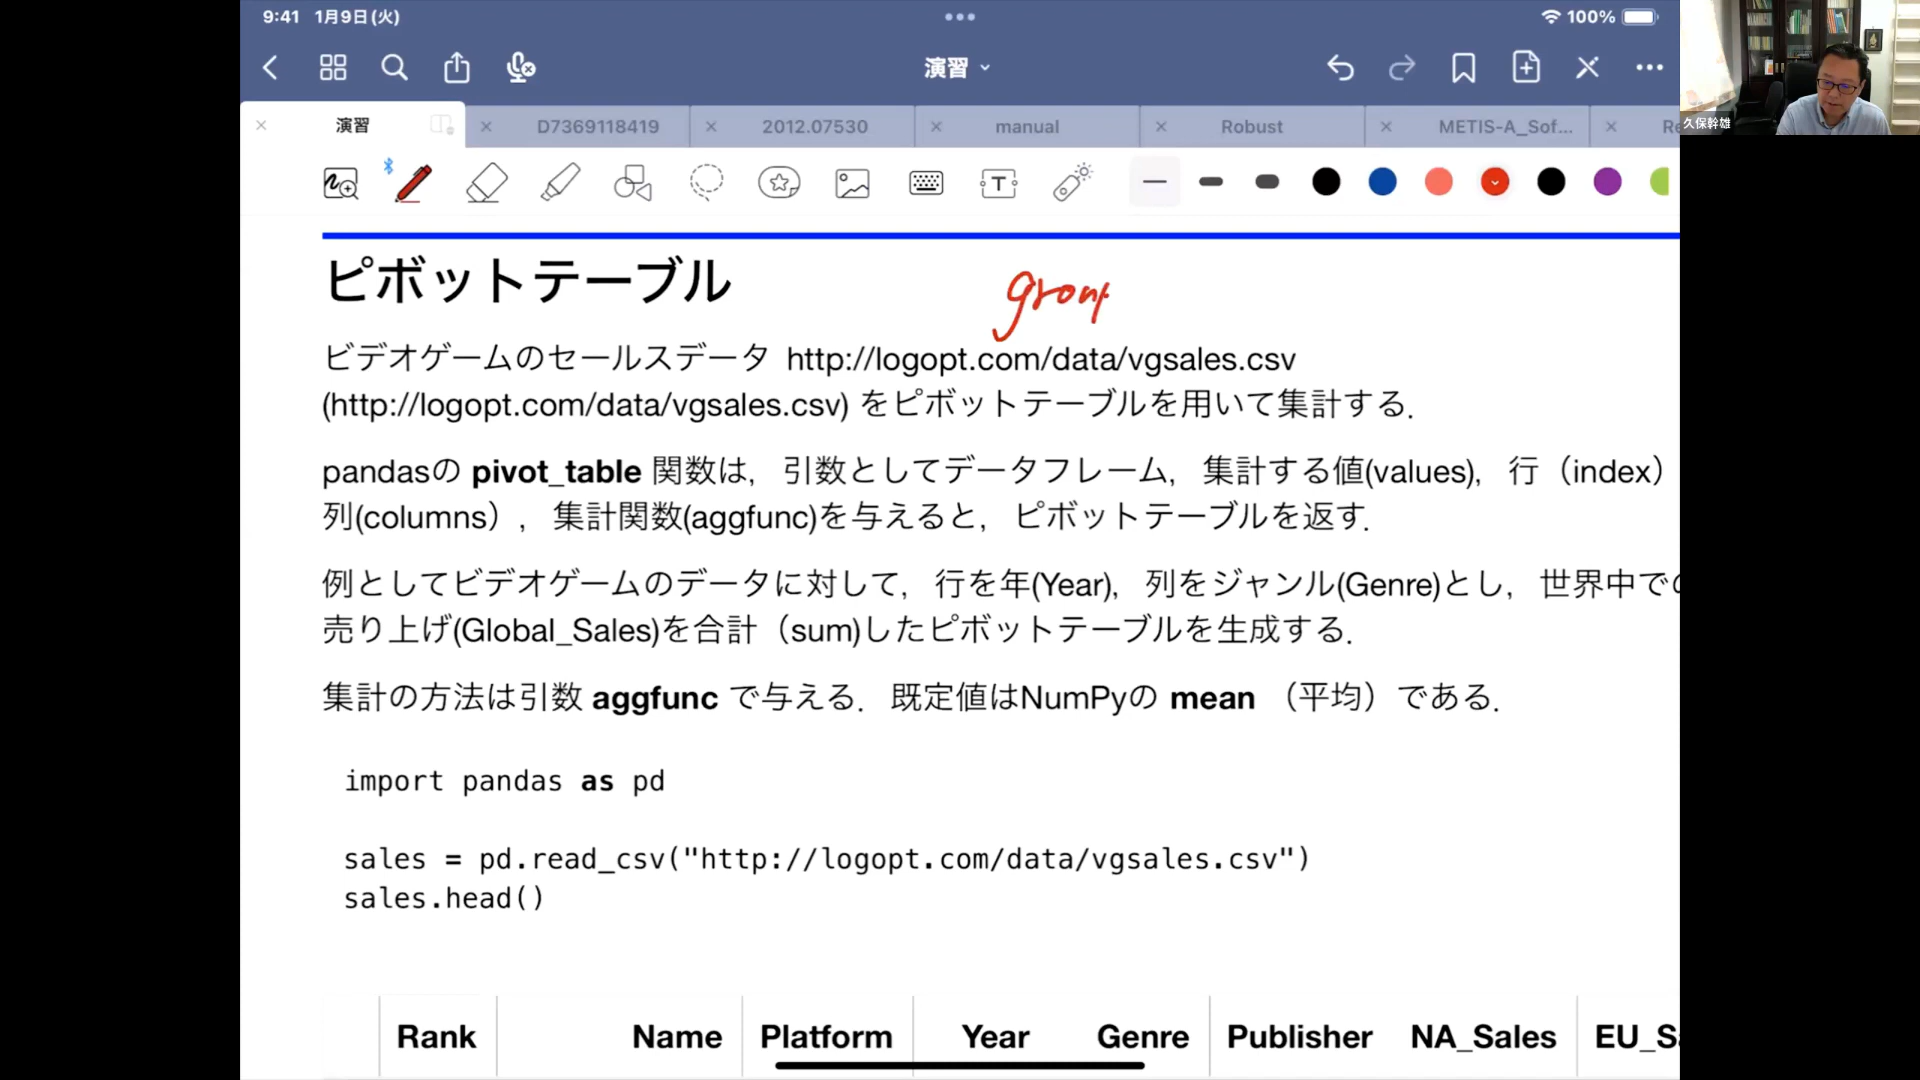 9:41 1月9日(火)
100%
演習
演習
D7369118419
2012.07530
manual
Robust
METIS-A_Sof...
Re
久保幹雄
T
ピボットテーブル
group
ビデオゲームのセールスデータ http://logopt.com/data/vgsales.csv
(http://logopt.com/data/vgsales.csv) をピボットテーブルを用いて集計する．
pandasの pivot_table 関数は，引数としてデータフレーム，集計する値(values)，行（index）
列(columns），集計関数(aggfunc)を与えると，ピボットテーブルを返す．
例としてビデオゲームのデータに対して，行を年(Year)，列をジャンル(Genre)とし，世界中での
売り上げ(Global_Sales)を合計（sum)したピボットテーブルを生成する．
集計の方法は引数 aggfunc で与える．既定値はNumPyの mean （平均）である．
import pandas as pd
sales = pd.read_csv("http://logopt.com/data/vgsales.csv")
sales.head()
Rank Name Platform Year Genre Publisher NA_Sales EU_Sa